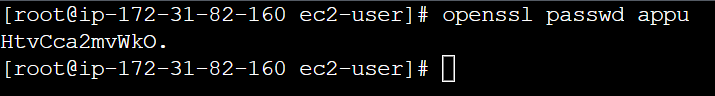 [root@ip-172-31-82-160 ec2-user]# openssl passwd appu
HtvCca2mvWkO.
[root@ip-172-31-82-160 ec2-user]#